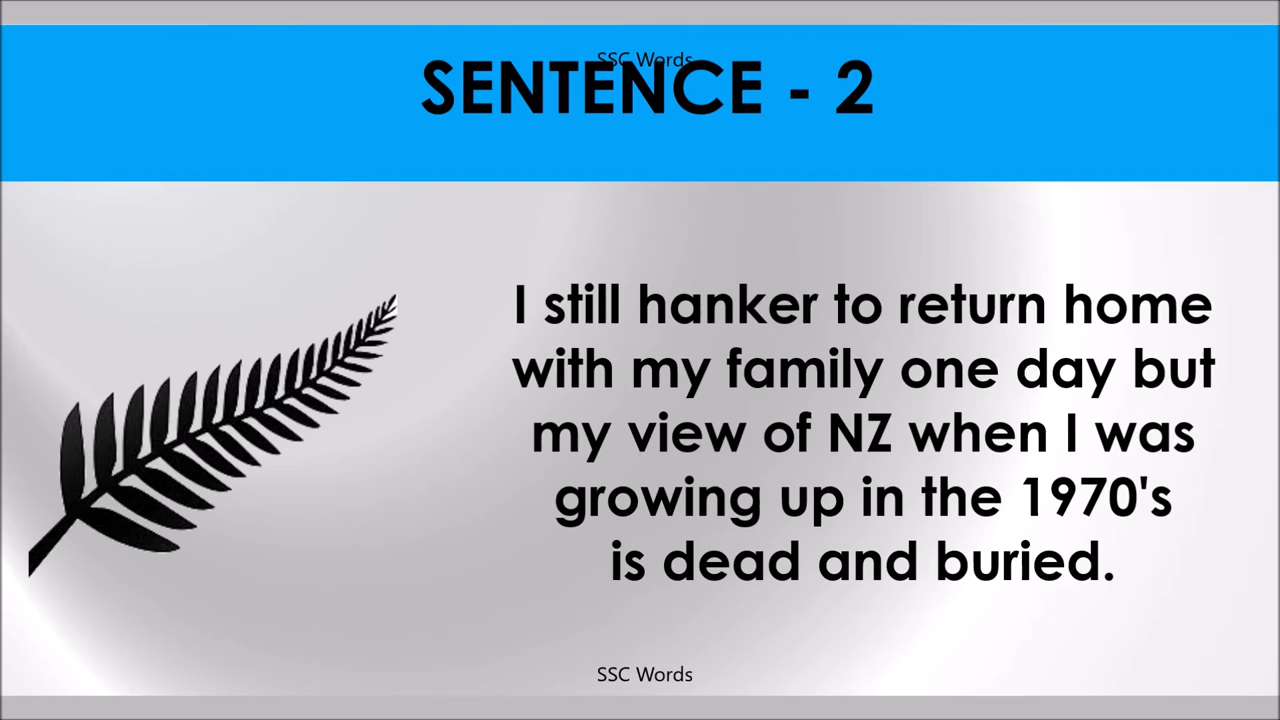 SSC Words
SENTENCE - 2
I still hanker to return home
with my family one day but
my view of NZ when I was
growing up in the 1970's
is dead and buried.
SSC Words